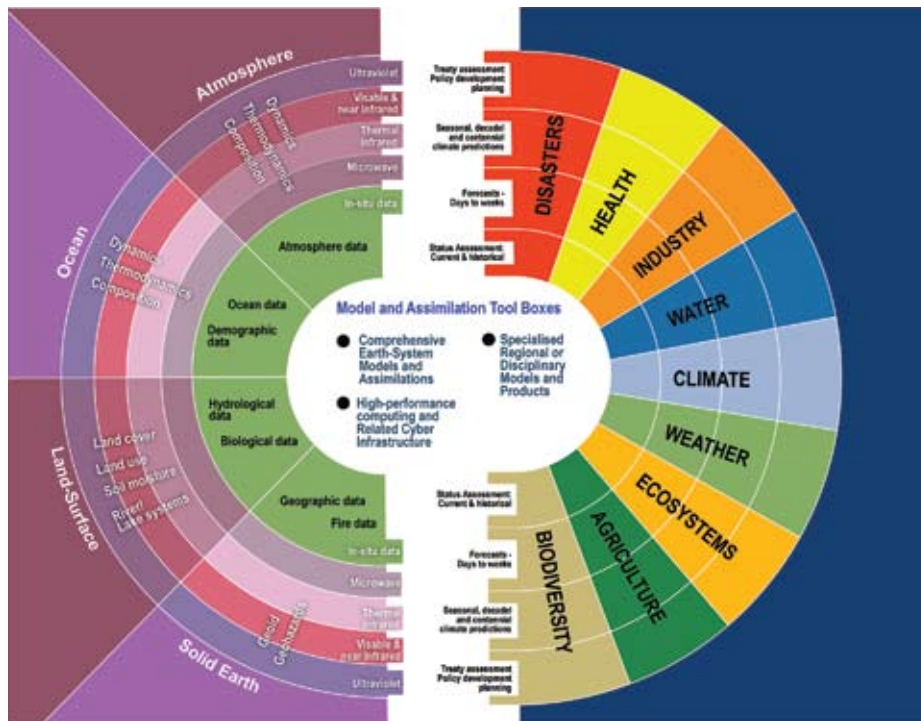 Atmosphere
Ultraviolet
Visable &
near Infrared
Thermal
Infrared
Microwave
In-situ data
Dynamics
Thermodynamics
Composition
Atmosphere data
Ocean
Dynamics
Thermodynamics
Composition
Ocean data
Demographic
data
Hydrological
data
Biological data
Land-Surface
Land cover
Land use
Soil moisture
River/
Lake systems
Geographic data
Fire data
In-situ data
Microwave
Thermal
Infrared
Visable &
near Infrared
Ultraviolet
Solid Earth
Geoid
Geohazards
Model and Assimilation Tool Boxes
Comprehensive
Earth-System
Models and
Assimilations
High-performance
computing and
Related Cyber
Infrastructure
Specialised
Regional or
Disciplinary
Models and
Products
Treaty assessment
Policy development
planning
Seasonal, decadel
and centennial
climate predictions
Forecasts -
Days to weeks
Status Assessment:
Current & historical
DISASTERS
HEALTH
INDUSTRY
WATER
CLIMATE
WEATHER
ECOSYSTEMS
AGRICULTURE
BIODIVERSITY
Status Assessment:
Current & historical
Forecasts -
Days to weeks
Seasonal, decadel
and centennial
climate predictions
Treaty assessment
Policy development
planning